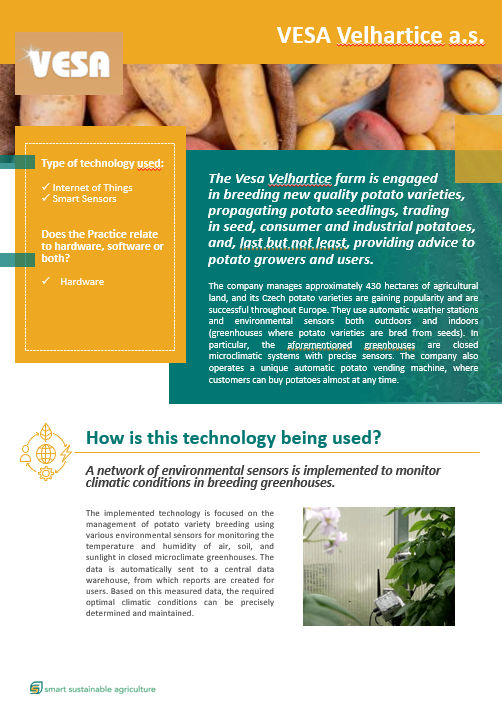 VESA Velhartice a.s.
VESA
Type of technology used:
✓ Internet of Things
✓ Smart Sensors
Does the Practice relate
to hardware, software or
both?
✓ Hardware
The Vesa Velhartice farm is engaged
in breeding new quality potato varieties,
propagating potato seedlings, trading
in seed, consumer and industrial potatoes,
and, last but not least, providing advice to
potato growers and users.
The company manages approximately 430 hectares of agricultural
land, and its Czech potato varieties are gaining popularity and are
successful throughout Europe. They use automatic weather stations
and environmental sensors both outdoors and indoors
(greenhouses where potato varieties are bred from seeds). In
particular, the aforementioned greenhouses are closed
microclimatic systems with precise sensors. The company also
operates a unique automatic potato vending machine, where
customers can buy potatoes almost at any time.
How is this technology being used?
A network of environmental sensors is implemented to monitor
climatic conditions in breeding greenhouses.
The implemented technology is focused on the
management of potato variety breeding using
various environmental sensors for monitoring the
temperature and humidity of air, soil, and
sunlight in closed microclimate greenhouses. The
data is automatically sent to a central data
warehouse, from which reports are created for
users. Based on this measured data, the required
optimal climatic conditions can be precisely
determined and maintained.
smart sustainable agriculture